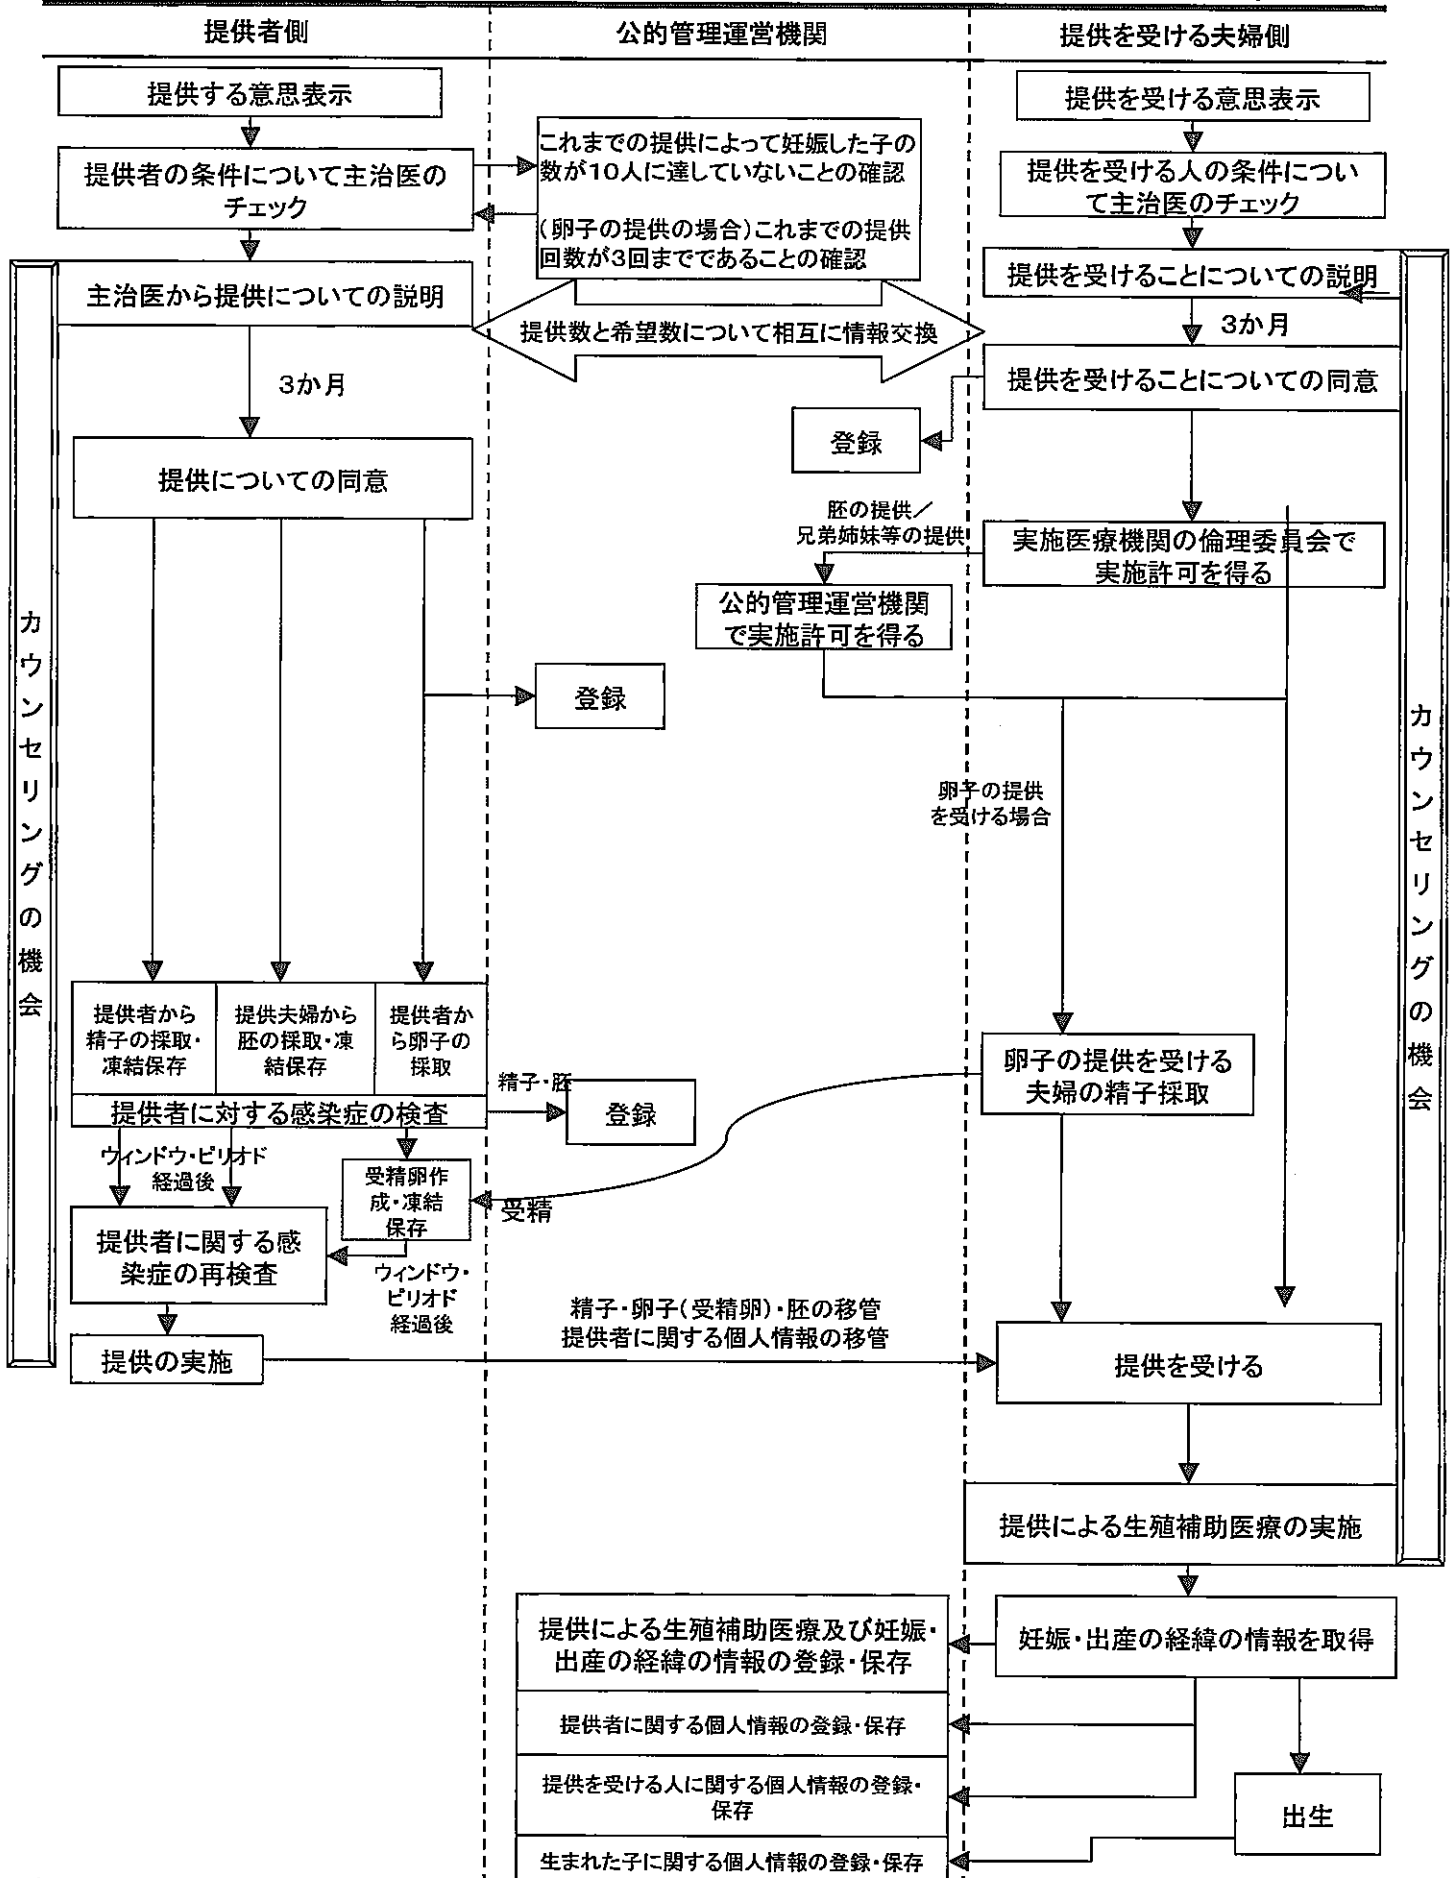 提供者側
公的管理運営機関
提供を受ける夫婦側
提供する意思表示
提供者の条件について主治医の
チェック
これまでの提供によって妊娠した子の
数が10人に達していないことの確認
(卵子の提供の場合)これまでの提供
回数が3回までであることの確認
提供を受ける意思表示
提供を受ける人の条件につい
て主治医のチェック
主治医から提供についての説明
提供数と希望数について相互に情報交換
提供を受けることについての説明
3か月
3か月
提供を受けることについての同意
登録
提供についての同意
胚の提供/
兄弟姉妹等の提供
実施医療機関の倫理委員会で
実施許可を得る
公的管理運営機関
で実施許可を得る
登録
カウンセリングの機会
カウンセリングの機会
卵子の提供
を受ける場合
提供者から
精子の採取・
凍結保存
提供夫婦から
胚の採取・凍
結保存
提供者か
ら卵子の
採取
卵子の提供を受ける
夫婦の精子採取
精子・胚
登録
提供者に対する感染症の検査
ウィンドウ・ピリオド
経過後
受精卵作
成・凍結
保存
受精
提供者に関する感
染症の再検査
ウィンドウ・
ピリオド
経過後
精子・卵子(受精卵)・胚の移管
提供者に関する個人情報の移管
提供の実施
提供を受ける
提供による生殖補助医療の実施
提供による生殖補助医療及び妊娠・
出産の経緯の情報の登録・保存
妊娠・出産の経緯の情報を取得
提供者に関する個人情報の登録・保存
提供を受ける人に関する個人情報の登録・
保存
出生
生まれた子に関する個人情報の登録・保存